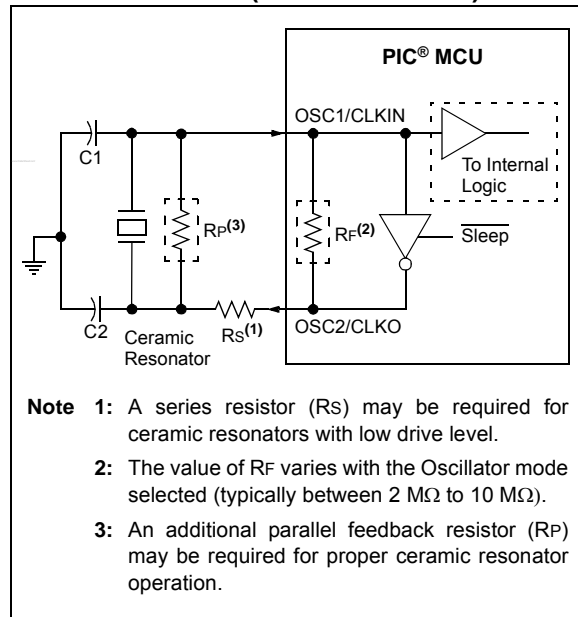 PIC® MCU
OSC1/CLKIN
C1
To Internal
Logic
RP(3)
RF(2)
Sleep
C2
Ceramic
Resonator
RS(1)
OSC2/CLKO
Note 1: A series resistor (RS) may be required for
ceramic resonators with low drive level.
2: The value of RF varies with the Oscillator mode
selected (typically between 2 MΩ to 10 MΩ).
3: An additional parallel feedback resistor (RP)
may be required for proper ceramic resonator
operation.